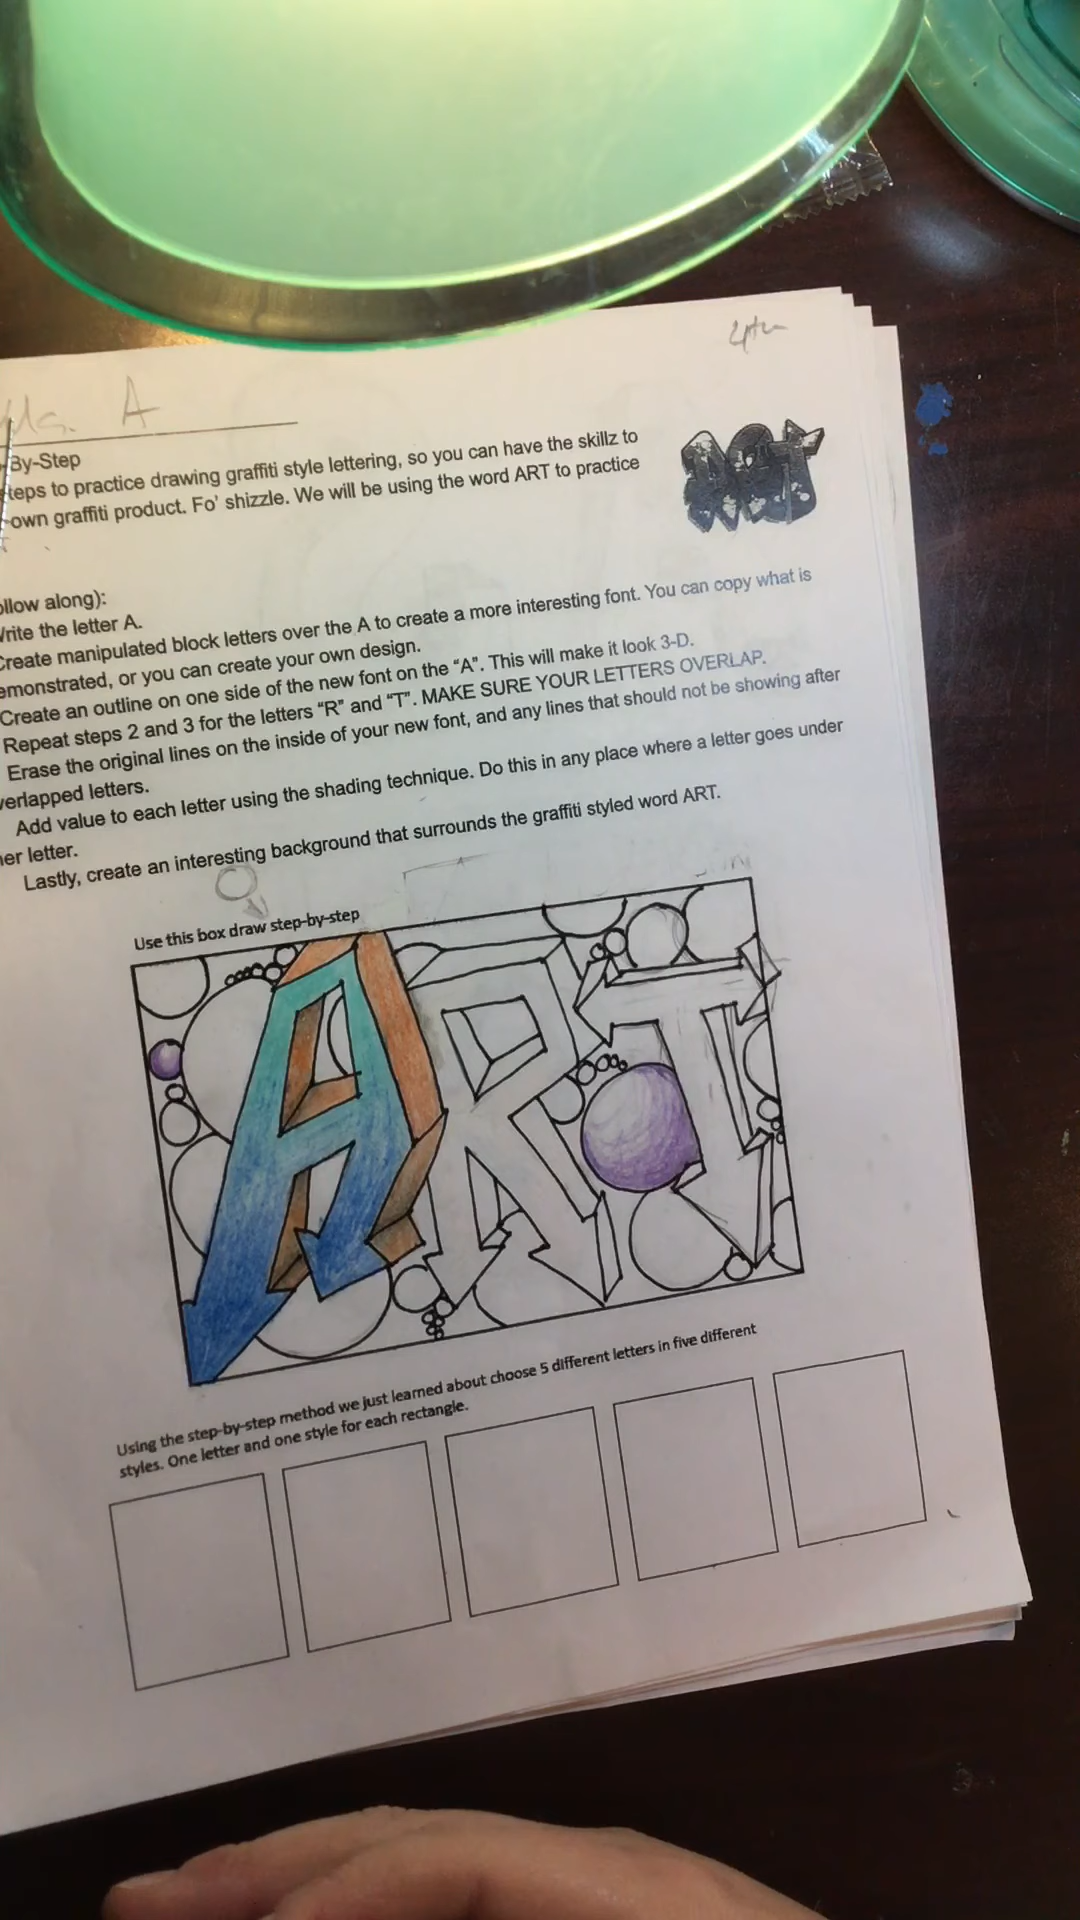 Ms. A
By-Step
teps to practice drawing graffiti style lettering, so you can have the skillz to
own graffiti product. Fo' shizzle. We will be using the word ART to practice
ART
ollow along):
Write the letter A.
Create manipulated block letters over the A to create a more interesting font. You can copy what is
emonstrated, or you can create your own design.
Create an outline on one side of the new font on the “A”. This will make it look 3-D.
Repeat steps 2 and 3 for the letters “R” and “T”. MAKE SURE YOUR LETTERS OVERLAP.
Erase the original lines on the inside of your new font, and any lines that should not be showing after
verlapped letters.
Add value to each letter using the shading technique. Do this in any place where a letter goes under
her letter.
Lastly, create an interesting background that surrounds the graffiti styled word ART.
Use this box draw step-by-step
ART
Using the step-by-step method we just learned about choose 5 different letters in five different
styles. One letter and one style for each rectangle.